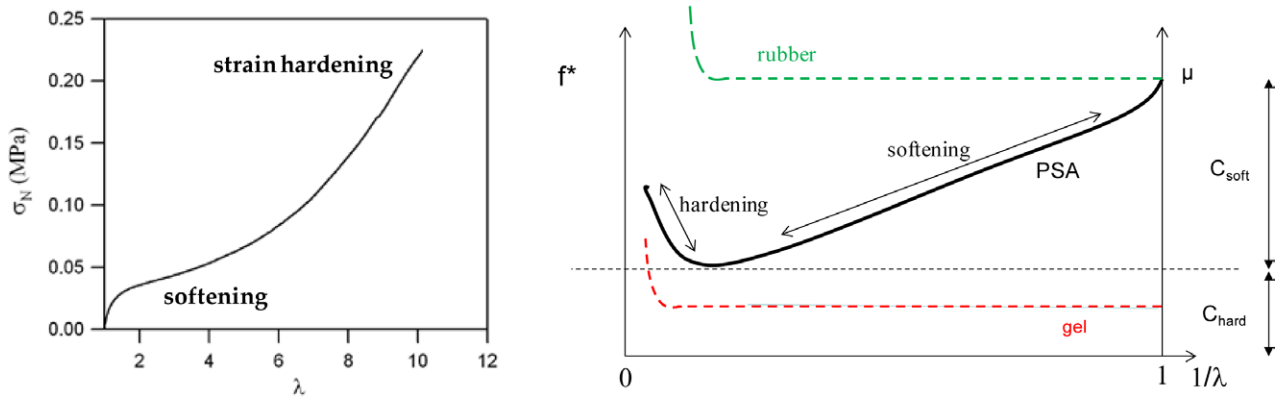 0.25
0.20
0.15
0.10
0.05
0.00
σN (MPa)
strain hardening
softening
2
4
6
8
10
12
λ
f*
rubber
μ
softening
PSA
hardening
Csoft
gel
Chard
0
1
1/λ